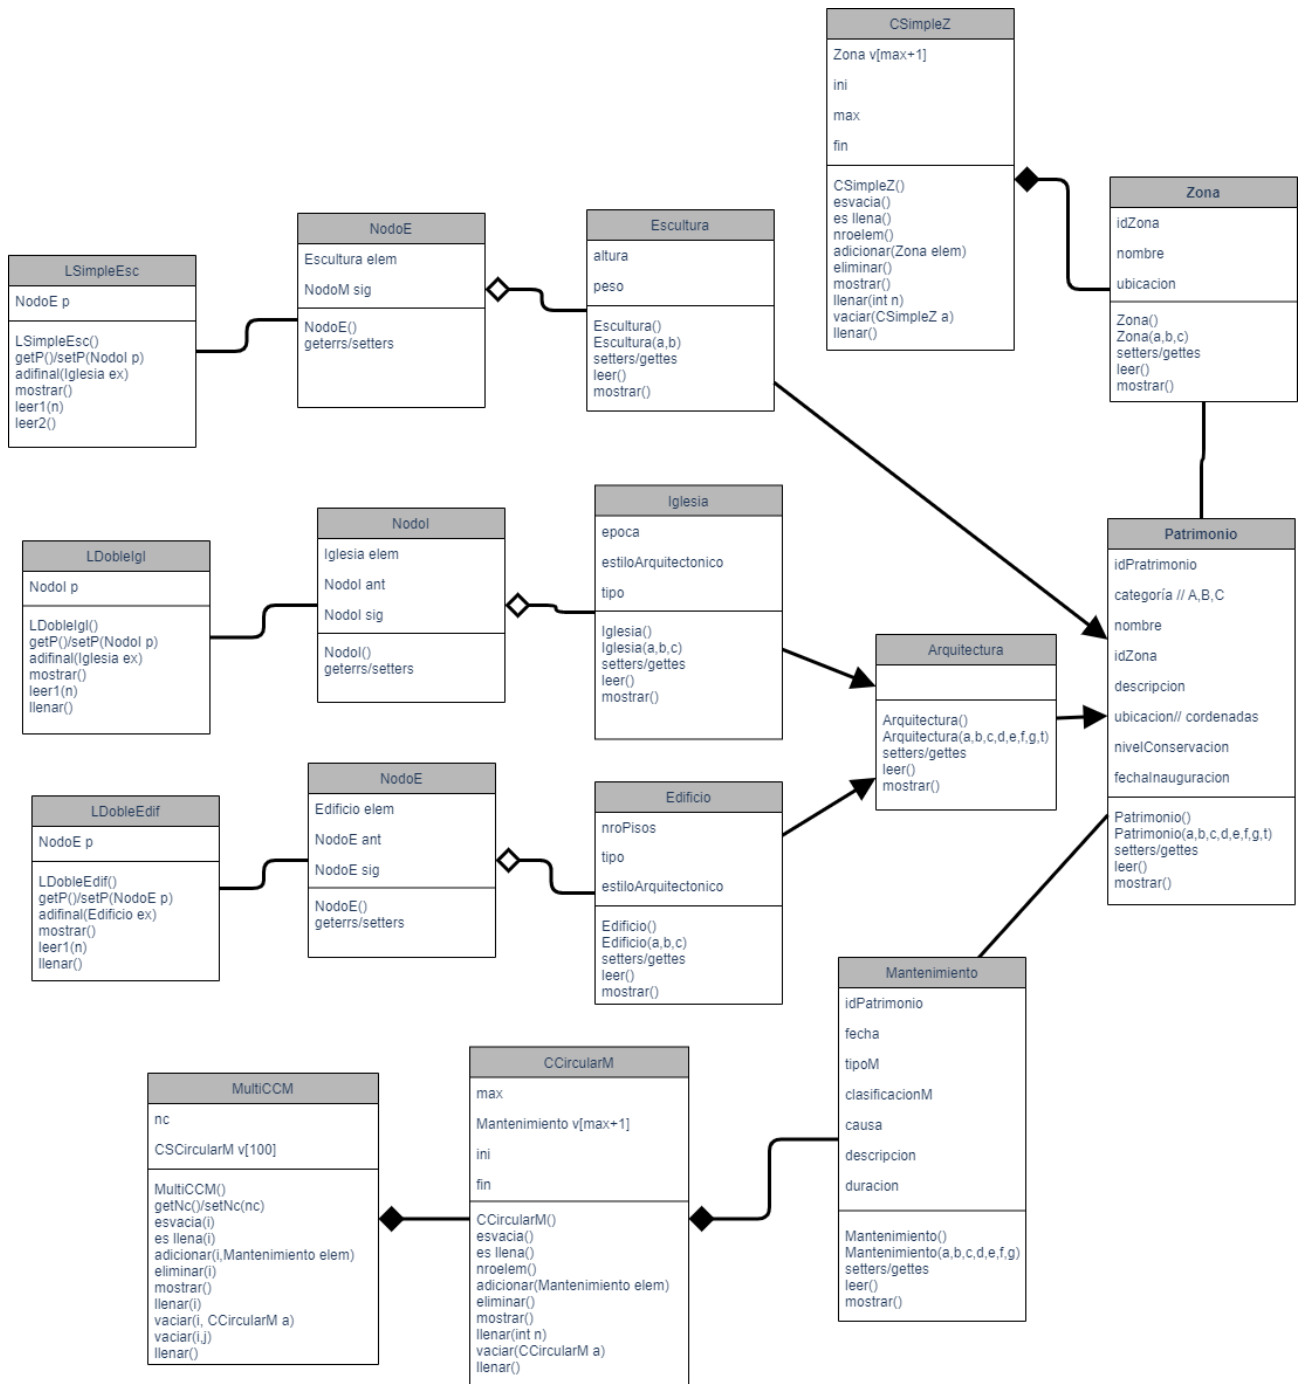 CSimpleZ
Zona v[max+1]
ini
max
fin
CSimpleZ()
esvacia()
es llena()
nroelem()
adicionar(Zona elem)
eliminar()
mostrar()
llenar(int n)
vaciar(CSimpleZ a)
llenar()
Zona
idZona
nombre
ubicacion
Zona()
Zona(a,b,c)
setters/gettes
leer()
mostrar()
LSimpleEsc
NodoE p
LSimpleEsc()
getP()/setP(NodoI p)
adifinal(Iglesia ex)
mostrar()
leer1(n)
leer2()
NodoE
Escultura elem
NodoM sig
NodoE()
geterrs/setters
Escultura
altura
peso
Escultura()
Escultura(a,b)
setters/gettes
leer()
mostrar()
LDobleIgl
NodoI p
LDobleIgl()
getP()/setP(NodoI p)
adifinal(Iglesia ex)
mostrar()
leer1(n)
llenar()
NodoI
Iglesia elem
NodoI ant
NodoI sig
NodoI()
geterrs/setters
Iglesia
epoca
estiloArquitectonico
tipo
Iglesia()
Iglesia(a,b,c)
setters/gettes
leer()
mostrar()
Arquitectura
Arquitectura()
Arquitectura(a,b,c,d,e,f,g,t)
setters/gettes
leer()
mostrar()
Patrimonio
idPratrimonio
categoría // A,B,C
nombre
idZona
descripcion
ubicacion// cordenadas
nivelConservacion
fechaInauguracion
Patrimonio()
Patrimonio(a,b,c,d,e,f,g,t)
setters/gettes
leer()
mostrar()
LDobleEdif
NodoE p
LDobleEdif()
getP()/setP(NodoE p)
adifinal(Edificio ex)
mostrar()
leer1(n)
llenar()
NodoE
Edificio elem
NodoE ant
NodoE sig
NodoE()
geterrs/setters
Edificio
nroPisos
tipo
estiloArquitectonico
Edificio()
Edificio(a,b,c)
setters/gettes
leer()
mostrar()
Mantenimiento
idPatrimonio
fecha
tipoM
clasificacionM
causa
descripcion
duracion
Mantenimiento()
Mantenimiento(a,b,c,d,e,f,g)
setters/gettes
leer()
mostrar()
MultiCCM
nc
CSCircularM v[100]
MultiCCM()
getNc()/setNc(nc)
esvacia(i)
es llena(i)
adicionar(i,Mantenimiento elem)
eliminar(i)
mostrar()
llenar(i)
vaciar(i, CCircularM a)
vaciar(i,j)
llenar()
CCircularM
max
Mantenimiento v[max+1]
ini
fin
CCircularM()
esvacia()
es llena()
nroelem()
adicionar(Mantenimiento elem)
eliminar()
mostrar()
llenar(int n)
vaciar(CCircularM a)
llenar()